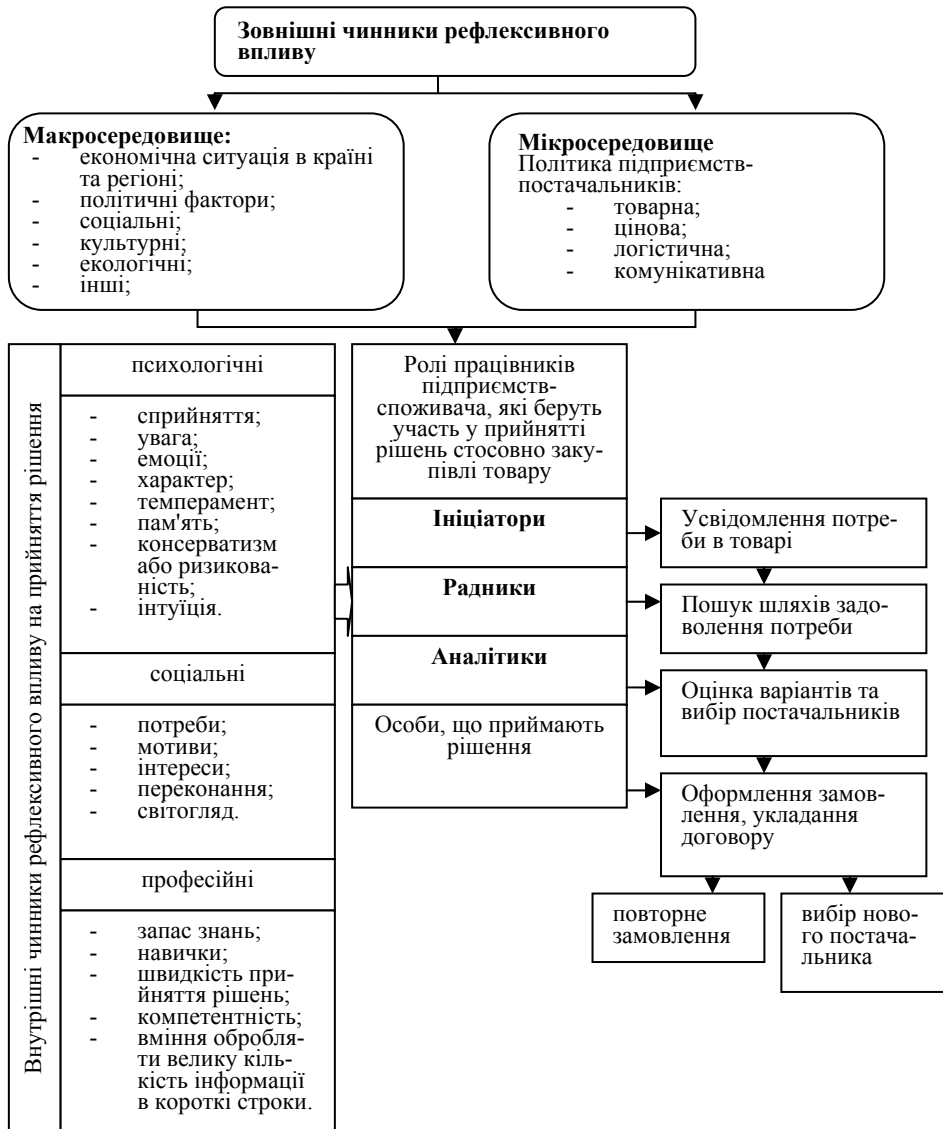 Зовнішні чинники рефлексивного
впливу
Макросередовище:
- економічна ситуація в країні
та регіоні;
- політичні фактори;
- соціальні;
- культурні;
- екологічні;
- інші;
Мікросередовище
Політика підприємств-
постачальників:
- товарна;
- цінова;
- логістична;
- комунікативна
Внутрішні чинники рефлексивного впливу на прийняття рішення
психологічні
- сприйняття;
- увага;
- емоції;
- характер;
- темперамент;
- пам'ять;
- консерватизм
або ризикова-
ність;
- інтуїція.
соціальні
- потреби;
- мотиви;
- інтереси;
- переконання;
- світогляд.
професійні
- запас знань;
- навички;
- швидкість при-
йняття рішень;
- компетентність;
- вміння обробля-
ти велику кіль-
кість інформації
в короткі строки.
Ролі працівників
підприємств-
споживача, які беруть
участь у прийнятті
рішень стосовно заку-
півлі товару
Ініціатори
Радники
Аналітики
Особи, що приймають
рішення
Усвідомлення потре-
би в товарі
Пошук шляхів задо-
волення потреби
Оцінка варіантів та
вибір постачальників
Оформлення замов-
лення, укладання
договору
повторне
замовлення
вибір ново-
го постача-
льника